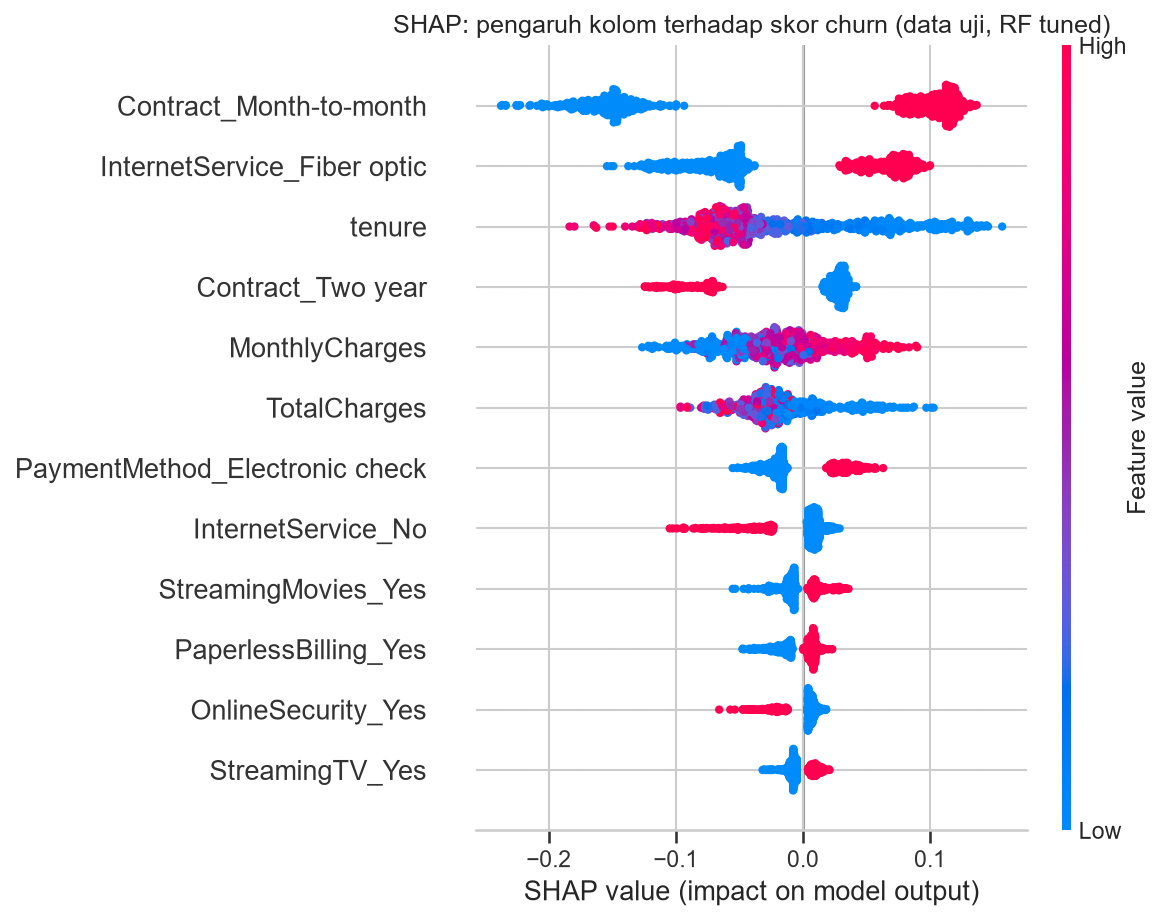 SHAP: pengaruh kolom terhadap skor churn (data uji, RF tuned)
High
Contract_Month-to-month
InternetService_Fiber optic
tenure
Contract_Two year
MonthlyCharges
TotalCharges
PaymentMethod_Electronic check
InternetService_No
StreamingMovies_Yes
PaperlessBilling_Yes
OnlineSecurity_Yes
StreamingTV_Yes
Feature value
Low
−0.2 −0.1 0.0 0.1
SHAP value (impact on model output)